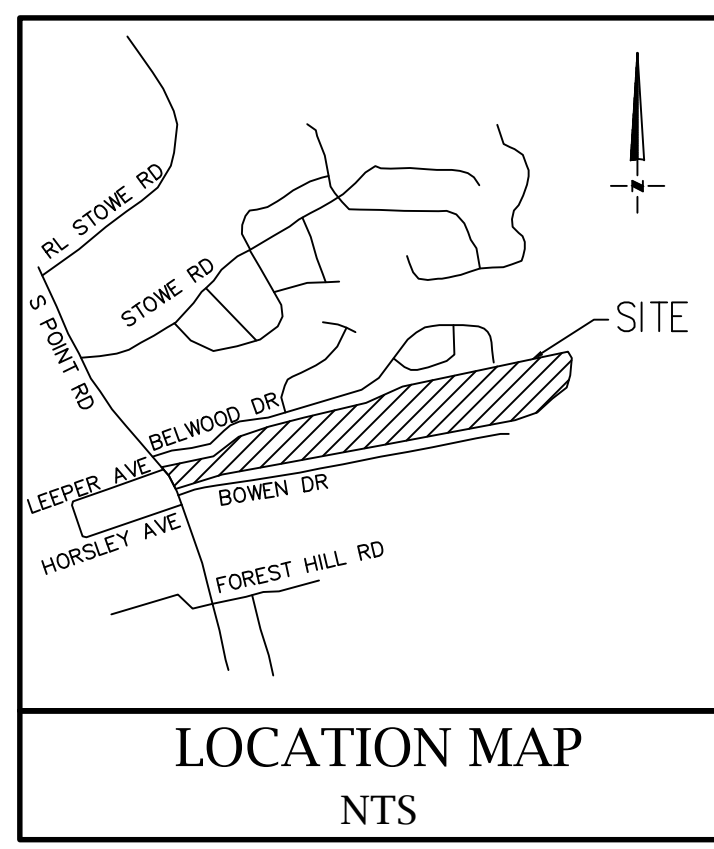 RL STOWE RD
N
STOWE RD
S POINT RD
SITE
BELWOOD DR
LEEPER AVE
BOWEN DR
HORSLEY AVE
FOREST HILL RD
LOCATION MAP
NTS